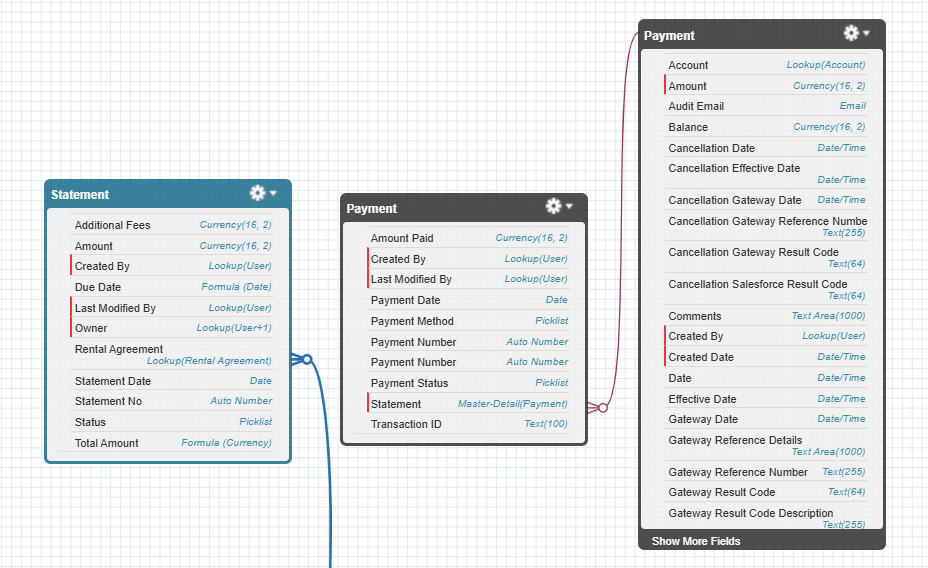 Statement
Additional Fees Currency(16, 2)
Amount Currency(16, 2)
Created By Lookup(User)
Due Date Formula (Date)
Last Modified By Lookup(User)
Owner Lookup(User+1)
Rental Agreement
Lookup(Rental Agreement)
Statement Date Date
Statement No Auto Number
Status Picklist
Total Amount Formula (Currency)
Payment
Amount Paid Currency(16, 2)
Created By Lookup(User)
Last Modified By Lookup(User)
Payment Date Date
Payment Method Picklist
Payment Number Auto Number
Payment Number Auto Number
Payment Status Picklist
Statement Master-Detail(Payment)
Transaction ID Text(100)
Payment
Account Lookup(Account)
Amount Currency(16, 2)
Audit Email Email
Balance Currency(16, 2)
Cancellation Date Date/Time
Cancellation Effective Date
Date/Time
Cancellation Gateway Date Date/Time
Cancellation Gateway Reference Numbe
Text(255)
Cancellation Gateway Result Code
Text(64)
Cancellation Salesforce Result Code
Text(64)
Comments Text Area(1000)
Created By Lookup(User)
Created Date Date/Time
Date Date/Time
Effective Date Date/Time
Gateway Date Date/Time
Gateway Reference Details
Text Area(1000)
Gateway Reference Number Text(255)
Gateway Result Code Text(64)
Gateway Result Code Description
Text(255)
Show More Fields